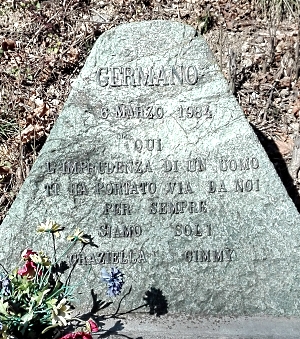 GERMANO
8 MARZO 1984
QUI
L'IMPRUDENZA DI UN UOMO
TI HA PORTATO VIA DA NOI
PER SEMPRE
SIAMO SOLI
GRAZIELLA GIMMY